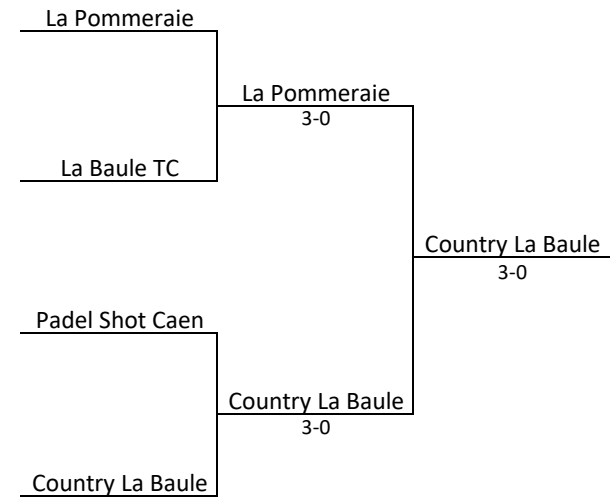 La Pommeraie
La Pommeraie
3-0
La Baule TC
Country La Baule
3-0
Padel Shot Caen
Country La Baule
3-0
Country La Baule